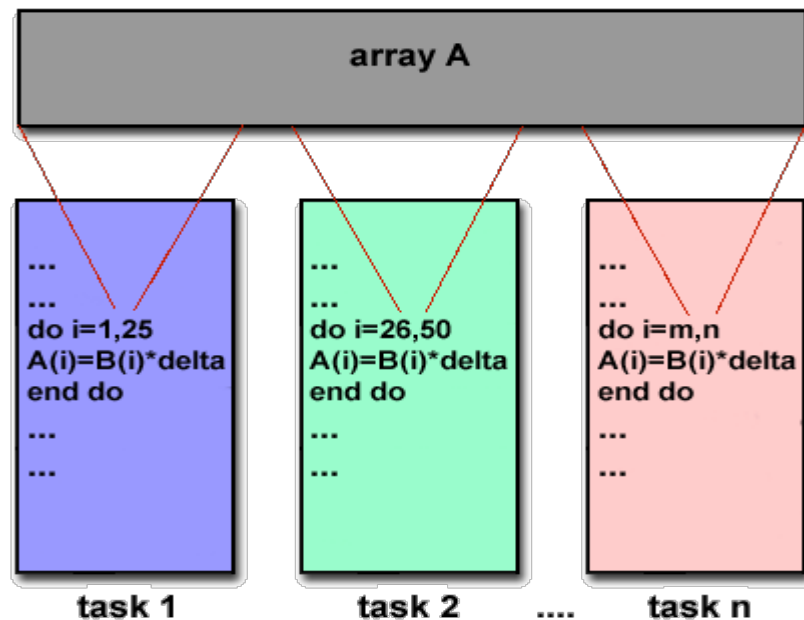 array A
...
...
do i=1,25
A(i)=B(i)*delta
end do
...
...
...
...
do i=26,50
A(i)=B(i)*delta
end do
...
...
...
...
do i=m,n
A(i)=B(i)*delta
end do
...
...
task 1 task 2 .... task n